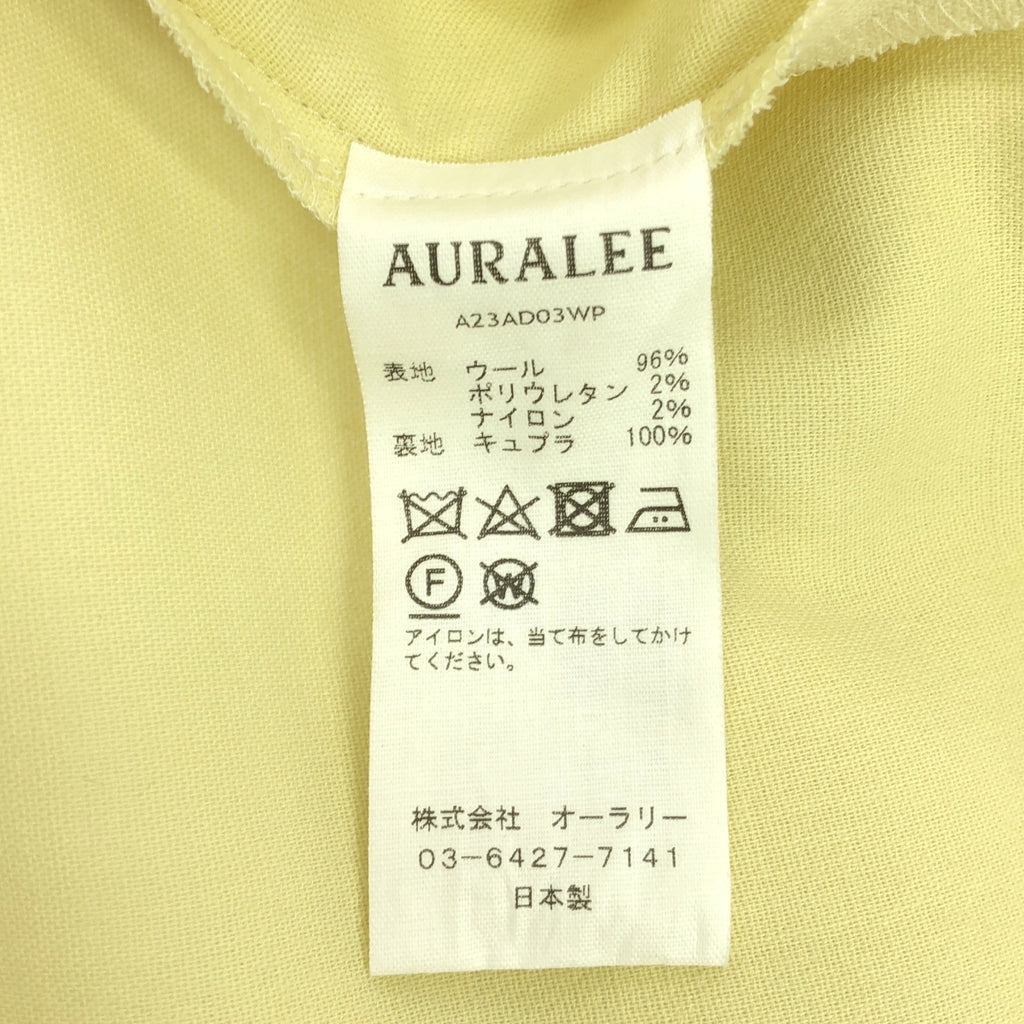 AURALEE
A23AD03WP
表地 ウール 96%
ポリウレタン 2%
ナイロン 2%
裏地 キュプラ 100%
F W
アイロンは、当て布をしてかけ
てください。
株式会社 オーラリー
03-6427-7141
日本製